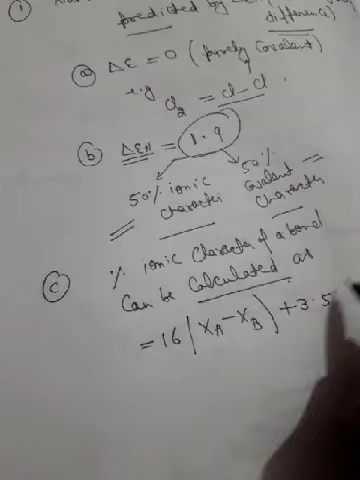 ①
predicted by
difference)
ⓐ ΔE = 0 (purely Covalent)
e.g
Cl₂ = Cl-Cl.
ⓑ ΔEN = 1.9
50% ionic character 50% covalent character
ⓒ % ionic character of a bond
can be calculated as
= 16 | XA - XB | + 3.5